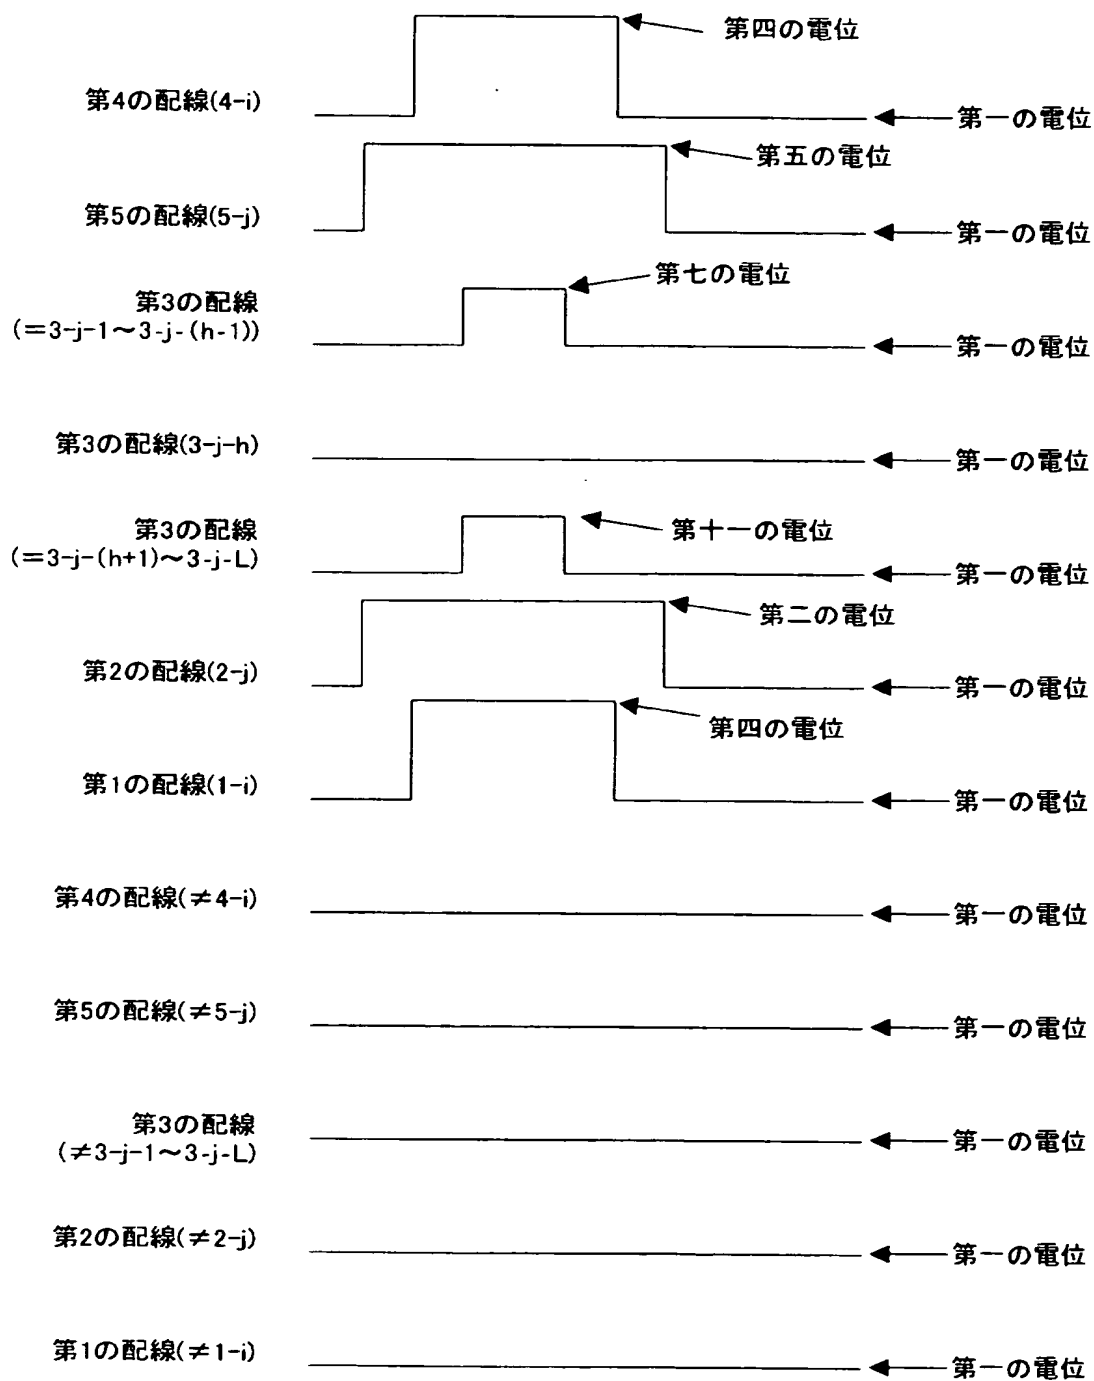 第四の電位
第4の配線(4-i)
第一の電位
第五の電位
第5の配線(5-j)
第一の電位
第七の電位
第3の配線
(=3-j-1～3-j-(h-1))
第一の電位
第3の配線(3-j-h)
第一の電位
第3の配線
(=3-j-(h+1)～3-j-L)
第十一の電位
第一の電位
第二の電位
第2の配線(2-j)
第一の電位
第四の電位
第1の配線(1-i)
第一の電位
第4の配線(≠4-i)
第一の電位
第5の配線(≠5-j)
第一の電位
第3の配線
(≠3-j-1～3-j-L)
第一の電位
第2の配線(≠2-j)
第一の電位
第1の配線(≠1-i)
第一の電位